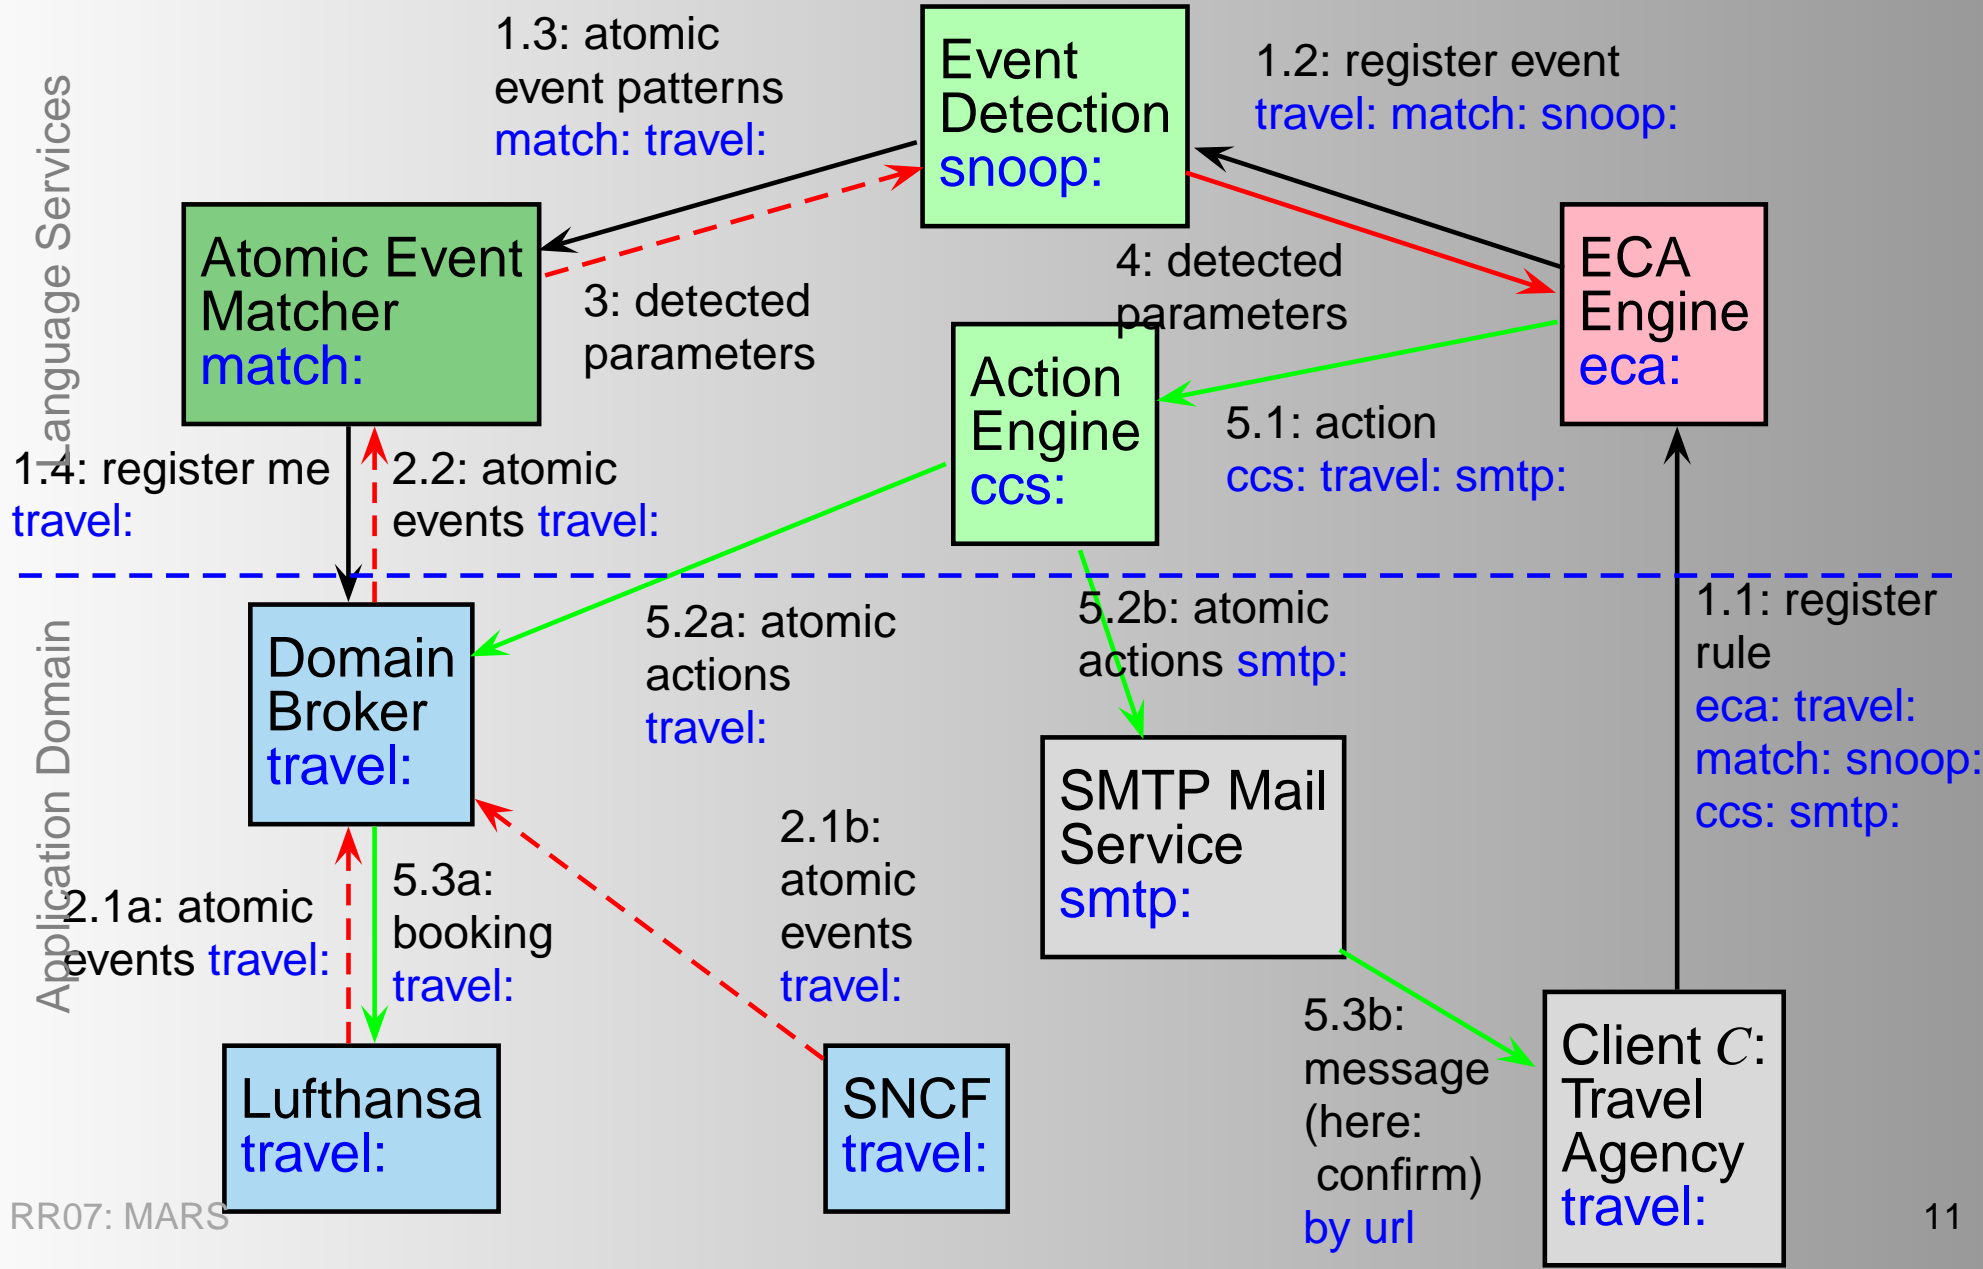 Language Services
Application Domain
1.3: atomic
event patterns
match: travel:
Event
Detection
snoop:
1.2: register event
travel: match: snoop:
Atomic Event
Matcher
match:
3: detected
parameters
4: detected
parameters
ECA
Engine
eca:
Action
Engine
ccs:
5.1: action
ccs: travel: smtp:
1.4: register me
travel:
2.2: atomic
events travel:
Domain
Broker
travel:
5.2a: atomic
actions
travel:
5.2b: atomic
actions smtp:
1.1: register
rule
eca: travel:
match: snoop:
ccs: smtp:
SMTP Mail
Service
smtp:
2.1a: atomic
events travel:
5.3a:
booking
travel:
2.1b:
atomic
events
travel:
Lufthansa
travel:
SNCF
travel:
5.3b:
message
(here:
confirm)
by url
Client C:
Travel
Agency
travel:
RR07: MARS
11